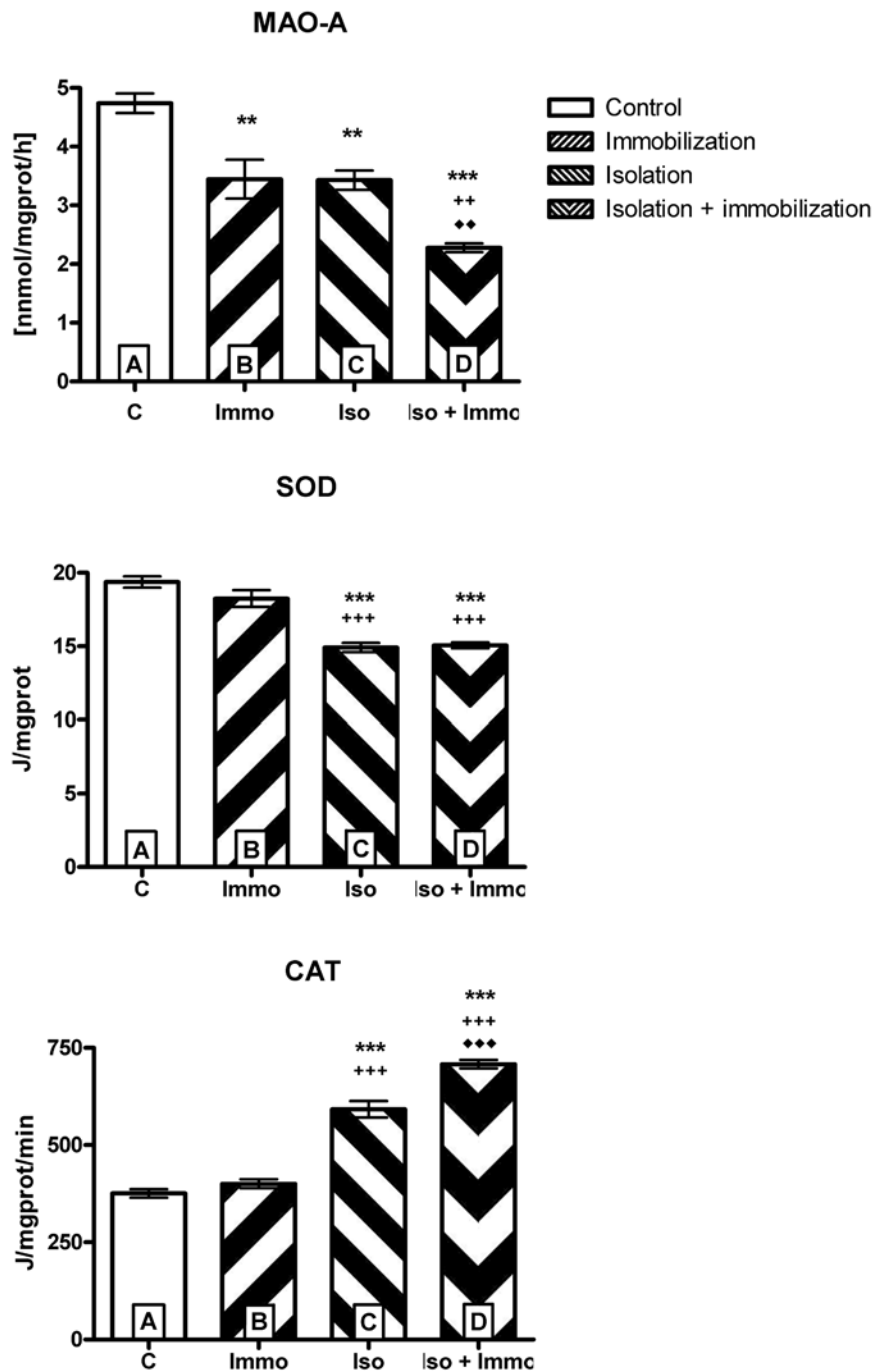 MAO-A
[nnmol/mgprot/h]
5
4
3
2
1
0
**
**
***
++
◆◆
A
B
C
D
C
Immo
Iso
Iso + Immo
Control
Immobilization
Isolation
Isolation + immobilization
SOD
J/mgprot
20
15
10
5
0
***
+++
***
+++
A
B
C
D
C
Immo
Iso
Iso + Immo
CAT
J/mgprot/min
750
500
250
0
***
+++
***
+++
◆◆◆
A
B
C
D
C
Immo
Iso
Iso + Immo